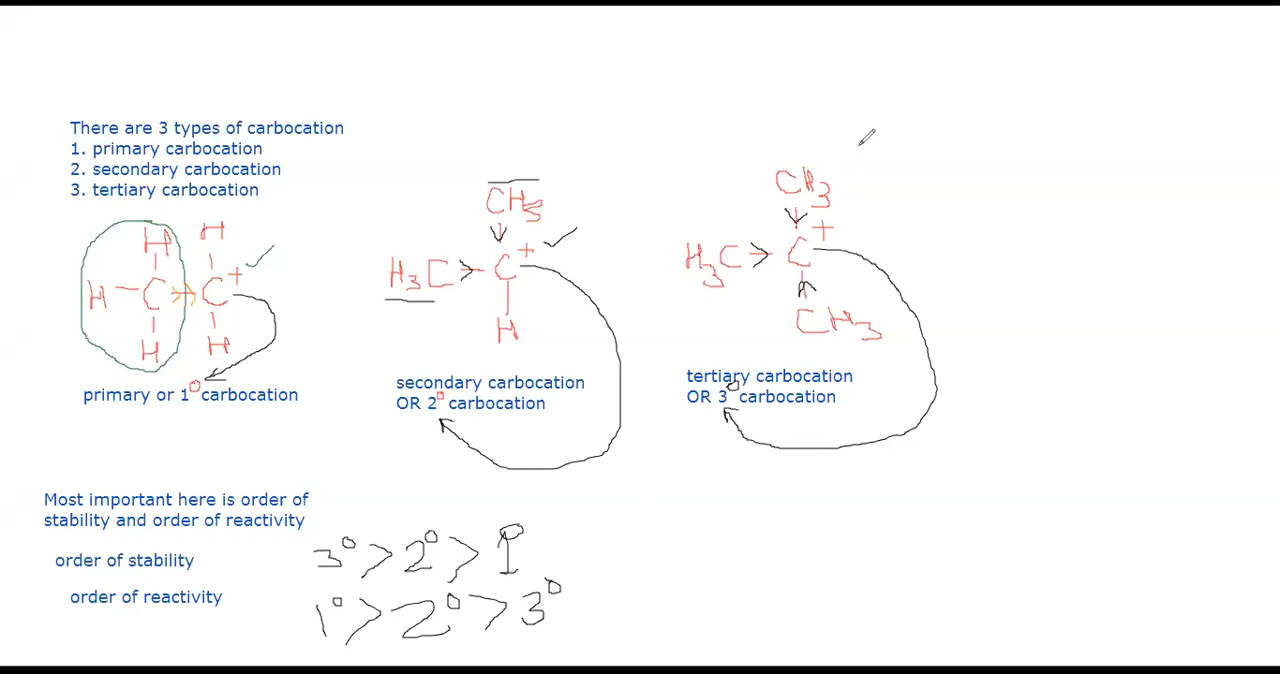 There are 3 types of carbocation
1. primary carbocation
2. secondary carbocation
3. tertiary carbocation
H H
H C C +
H H
primary or 1° carbocation
CH3
H3C C +
H
secondary carbocation
OR 2° carbocation
CH3
H3C C +
CH3
tertiary carbocation
OR 3° carbocation
Most important here is order of
stability and order of reactivity
order of stability 3° > 2° > 1°
order of reactivity 1° > 2° > 3°